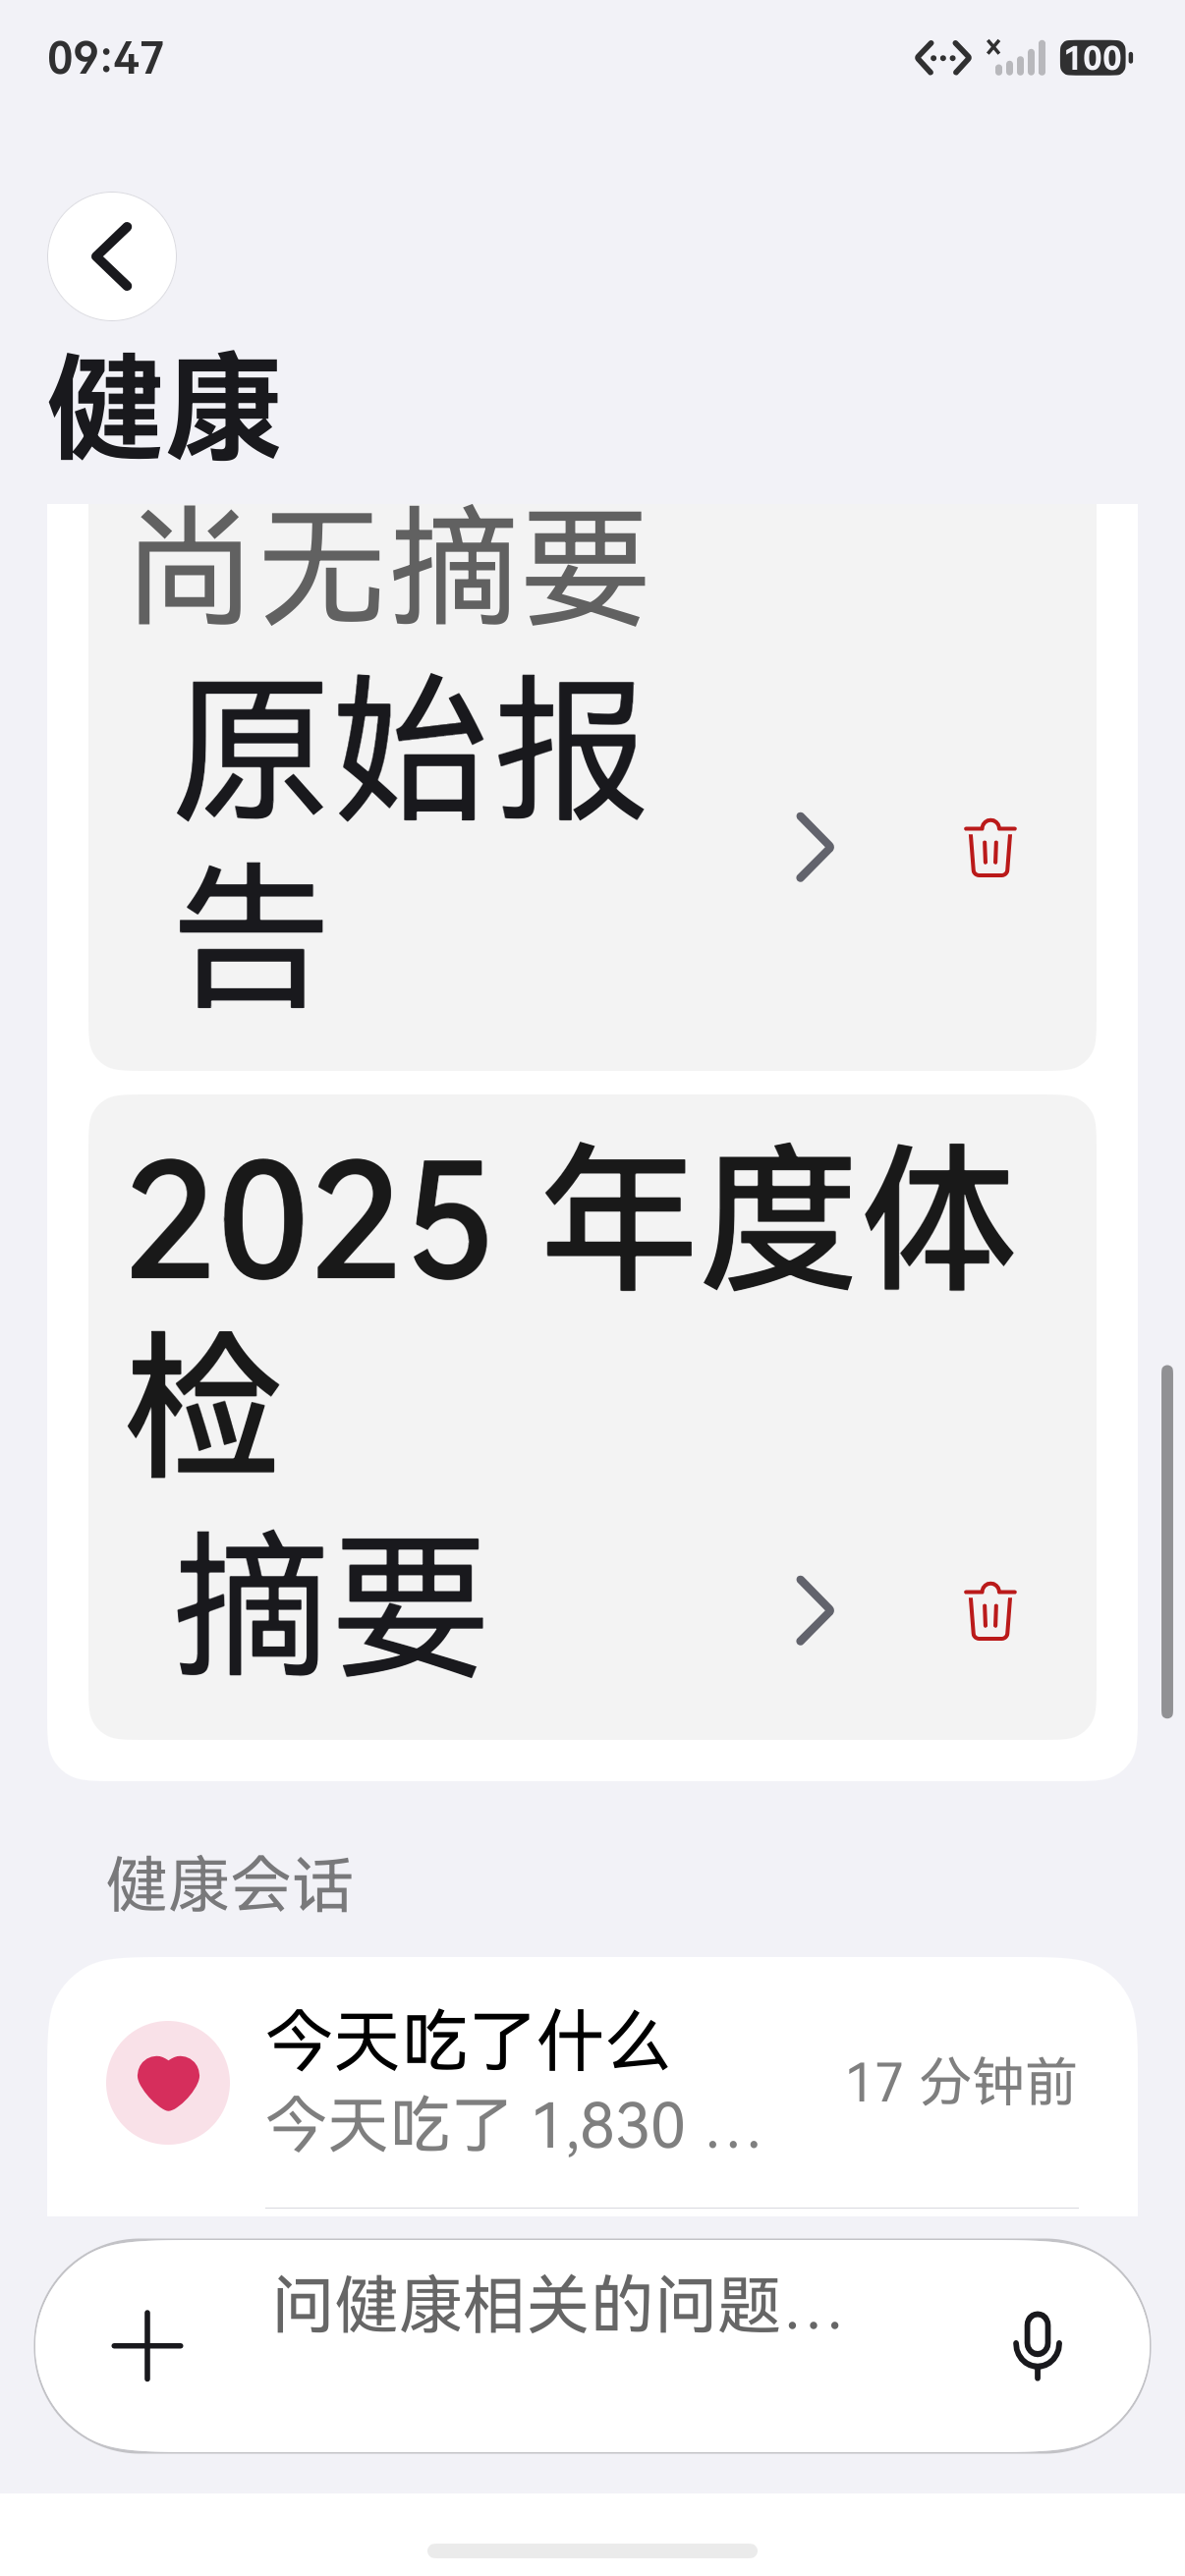 09:47
100
健康
尚无摘要
原始报
告
2025 年度体
检
摘要
健康会话
今天吃了什么
17 分钟前
今天吃了 1,830 …
问健康相关的问题…